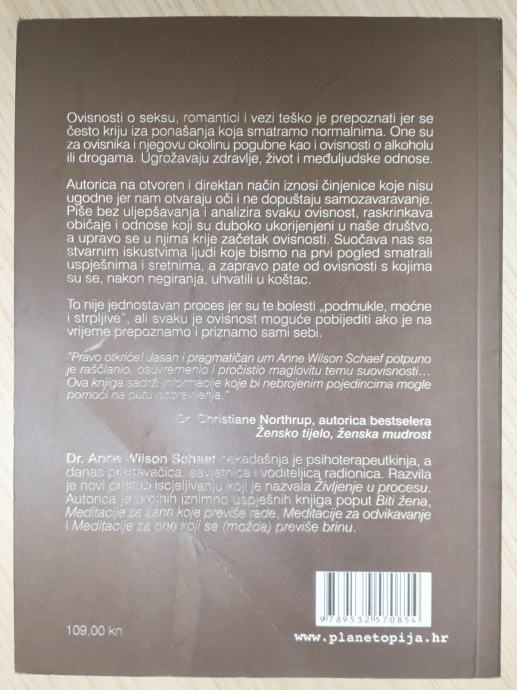 Ovisnosti o seksu, romantici i vezi teško je prepoznati jer se
često kriju iza ponašanja koja smatramo normalnima. One su
za ovisnika i njegovu okolinu pogubne kao i ovisnosti o alkoholu
ili drogama. Ugrožavaju zdravlje, život i međuljudske odnose.
Autorica na otvoren i direktan način iznosi činjenice koje nisu
ugodne jer nam otvaraju oči i ne dopuštaju samozavaravanje.
Piše bez uljepšavanja i analizira svaku ovisnost, raskrinkava
običaje i odnose koji su duboko ukorijenjeni u naše društvo,
a upravo se u njima krije začetak ovisnosti. Suočava nas sa
stvarnim iskustvima ljudi koje bismo na prvi pogled smatrali
uspješnima i sretnima, a zapravo pate od ovisnosti s kojima
su se, nakon negiranja, uhvatili u koštac.
To nije jednostavan proces jer su te bolesti „podmukle, moćne
i strpljive”, ali svaku je ovisnost moguće pobijediti ako je na
vrijeme prepoznamo i priznamo sami sebi.
"Pravo otkriće! Jasan i pragmatičan um Anne Wilson Schaef potpuno
je raščlanio, osuvremenio i pročistio maglovitu temu suovisnosti...
Ova knjiga sadrži informacije koje bi nebrojenim pojedincima mogle
pomoći na putu ozdravljenja."
Dr. Christiane Northrup, autorica bestselera
Žensko tijelo, ženska mudrost
Dr. Anne Wilson Schaef nekadašnja je psihoterapeutkinja, a
danas predavačica, savjetnica i voditeljica radionica. Razvila
je novi pristup iscjeljivanju koji je nazvala Življenje u procesu.
Autorica je brojnih iznimno uspješnih knjiga poput Biti žena,
Meditacije za žene koje previše rade, Meditacije za odvikavanje
i Meditacije za one koji se (možda) previše brinu.
9789532570854
109,00 kn
www.planetopija.hr